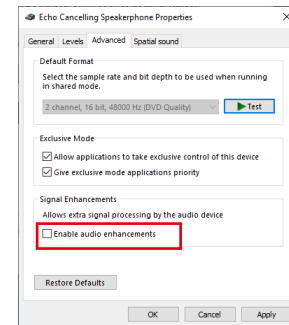 Echo Cancelling Speakerphone Properties
General Levels Advanced Spatial sound
Default Format
Select the sample rate and bit depth to be used when running
in shared mode.
2 channel, 16 bit, 48000 Hz (DVD Quality)
Test
Exclusive Mode
Allow applications to take exclusive control of this device
Give exclusive mode applications priority
Signal Enhancements
Allows extra signal processing by the audio device
Enable audio enhancements
Restore Defaults
OK Cancel Apply